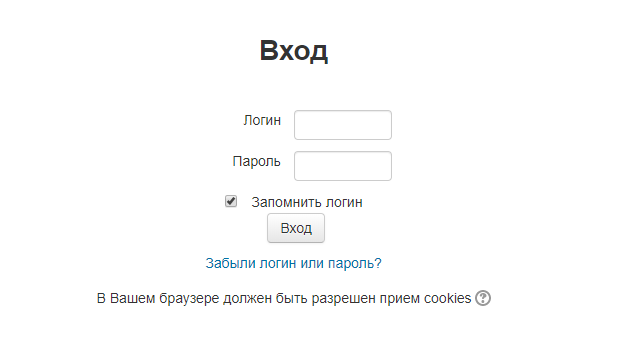 Вход
Логин
Пароль
Запомнить логин
Вход
Забыли логин или пароль?
В Вашем браузере должен быть разрешен прием cookies ?